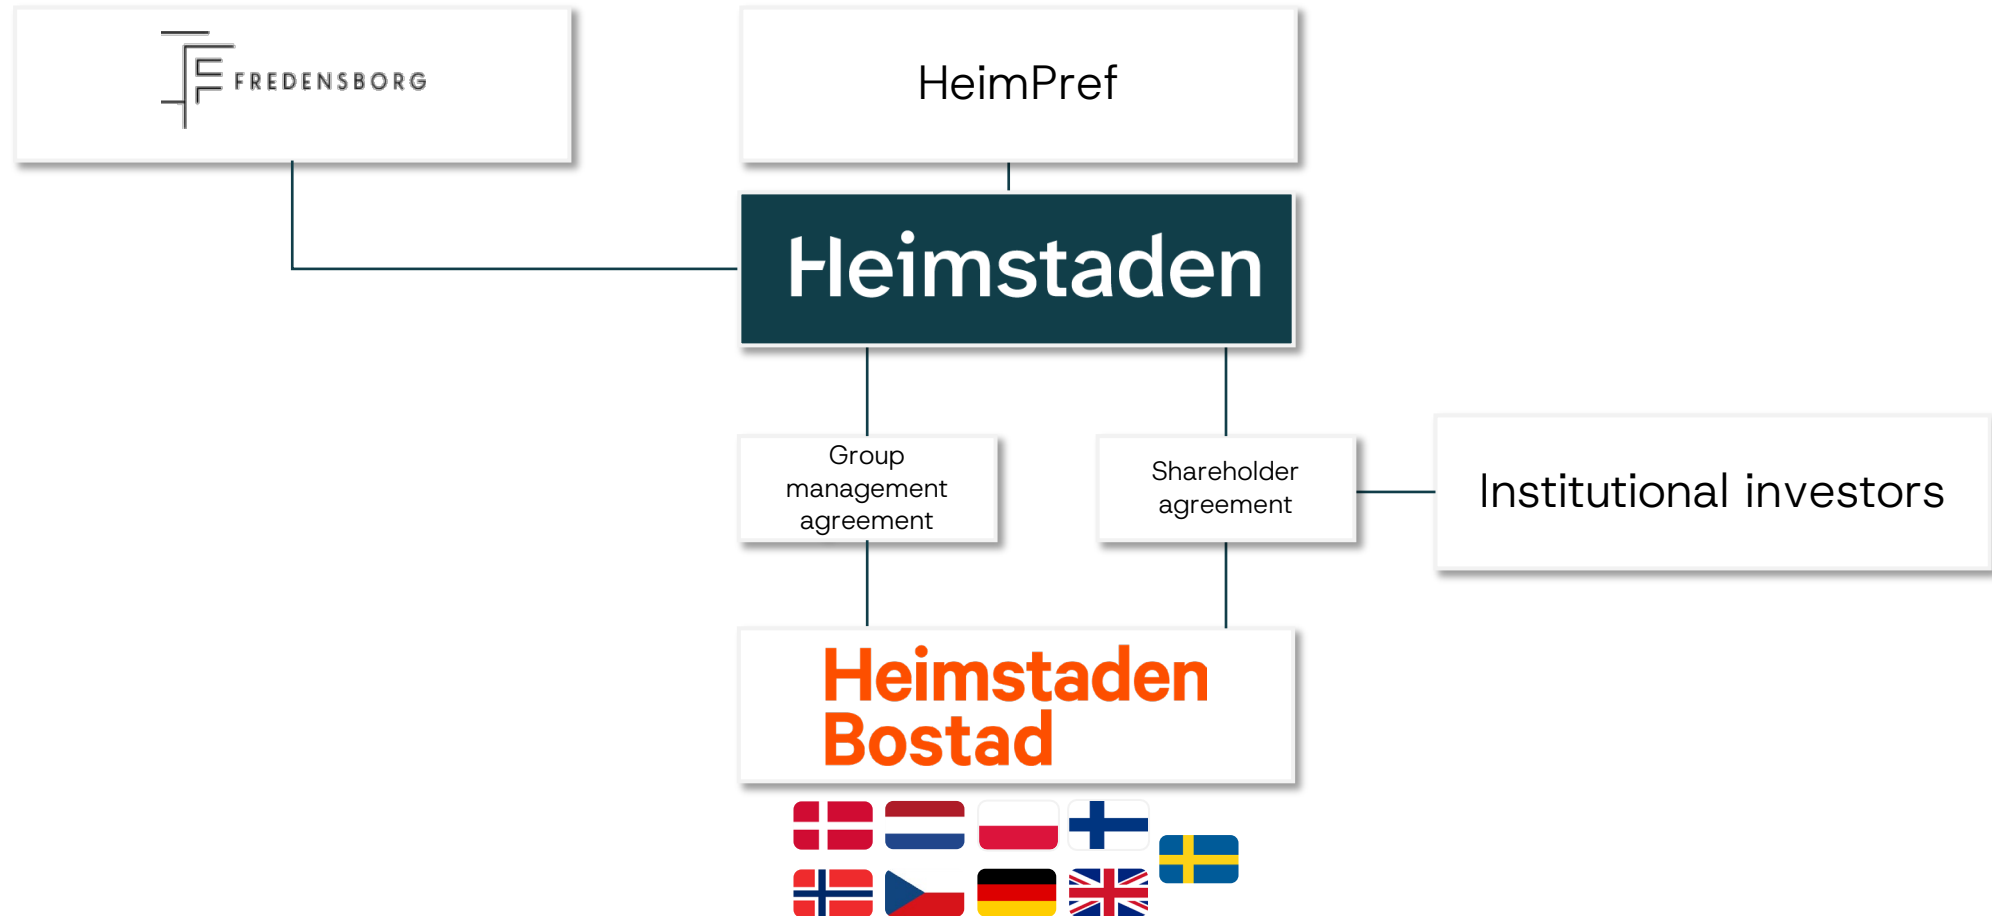 FREDENSBORG
HeimPref
Heimstaden
Group
management
agreement
Shareholder
agreement
Institutional investors
Heimstaden
Bostad